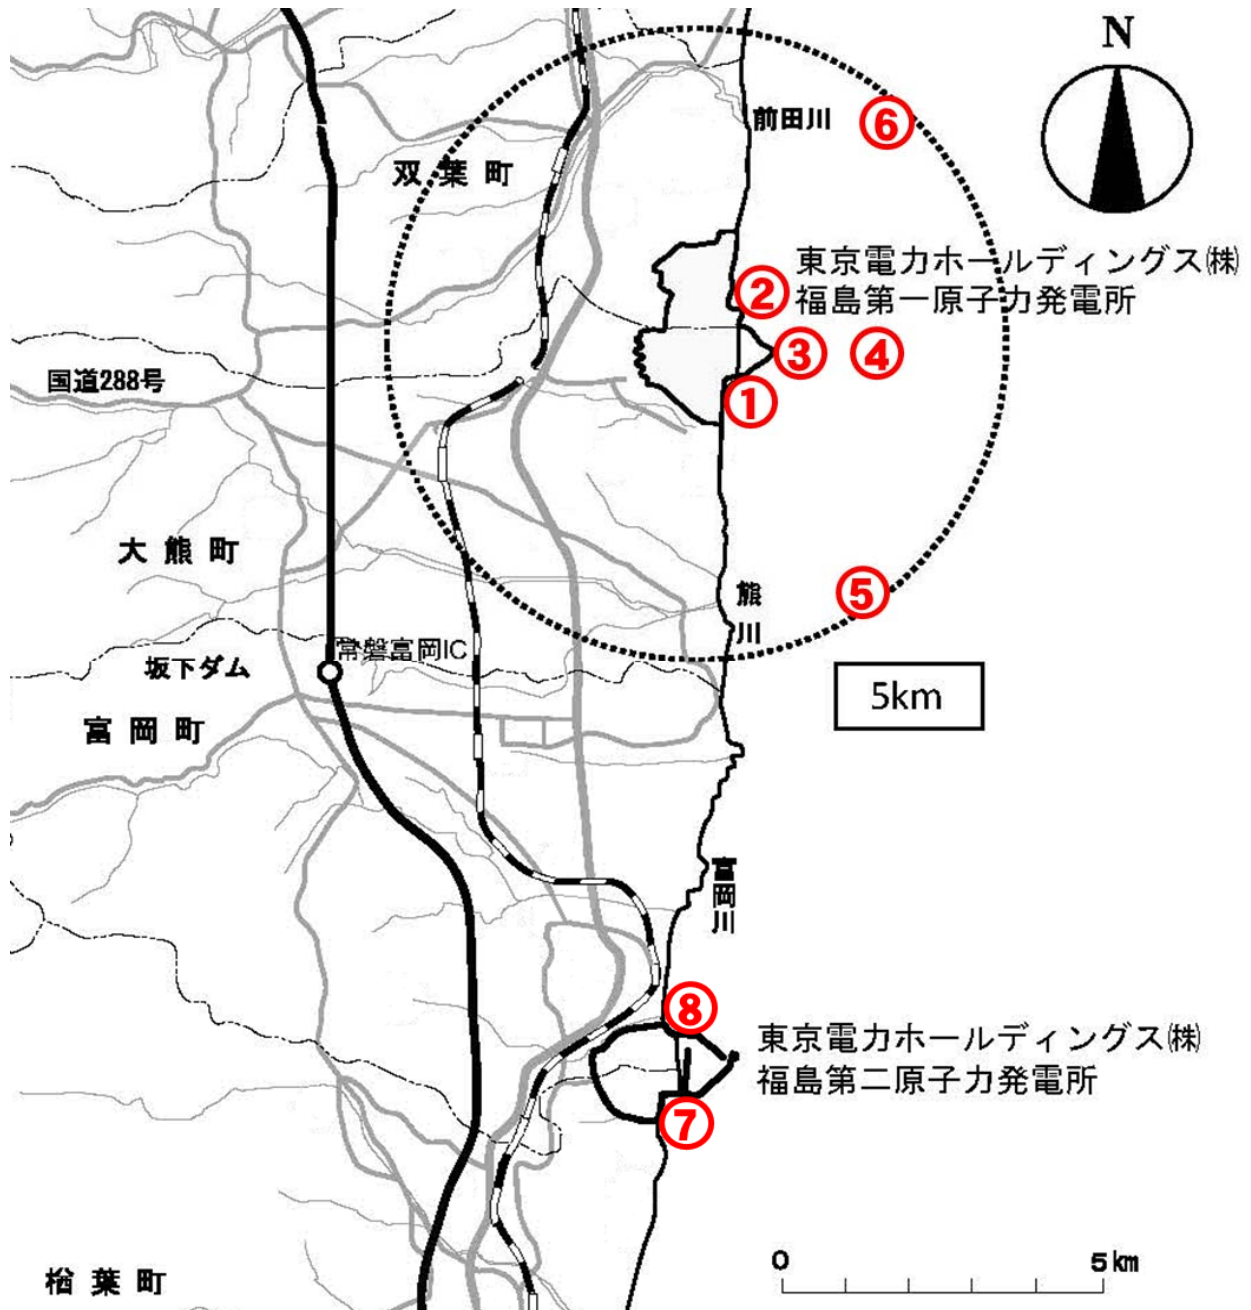 N
前田川
⑥
双葉町
東京電力ホールディングス㈱
福島第一原子力発電所
②
③
④
①
国道288号
大熊町
熊川
⑤
常磐富岡IC
坂下ダム
5km
富岡町
富岡川
⑧
東京電力ホールディングス㈱
福島第二原子力発電所
⑦
0
5km
楢葉町